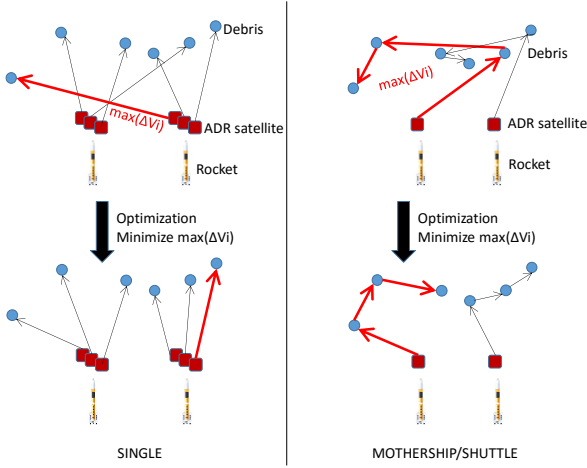 Debris
max(ΔVi)
ADR satellite
Rocket
Optimization
Minimize max(ΔVi)
SINGLE
Debris
max(ΔVi)
ADR satellite
Rocket
Optimization
Minimize max(ΔVi)
MOTHERSHIP/SHUTTLE